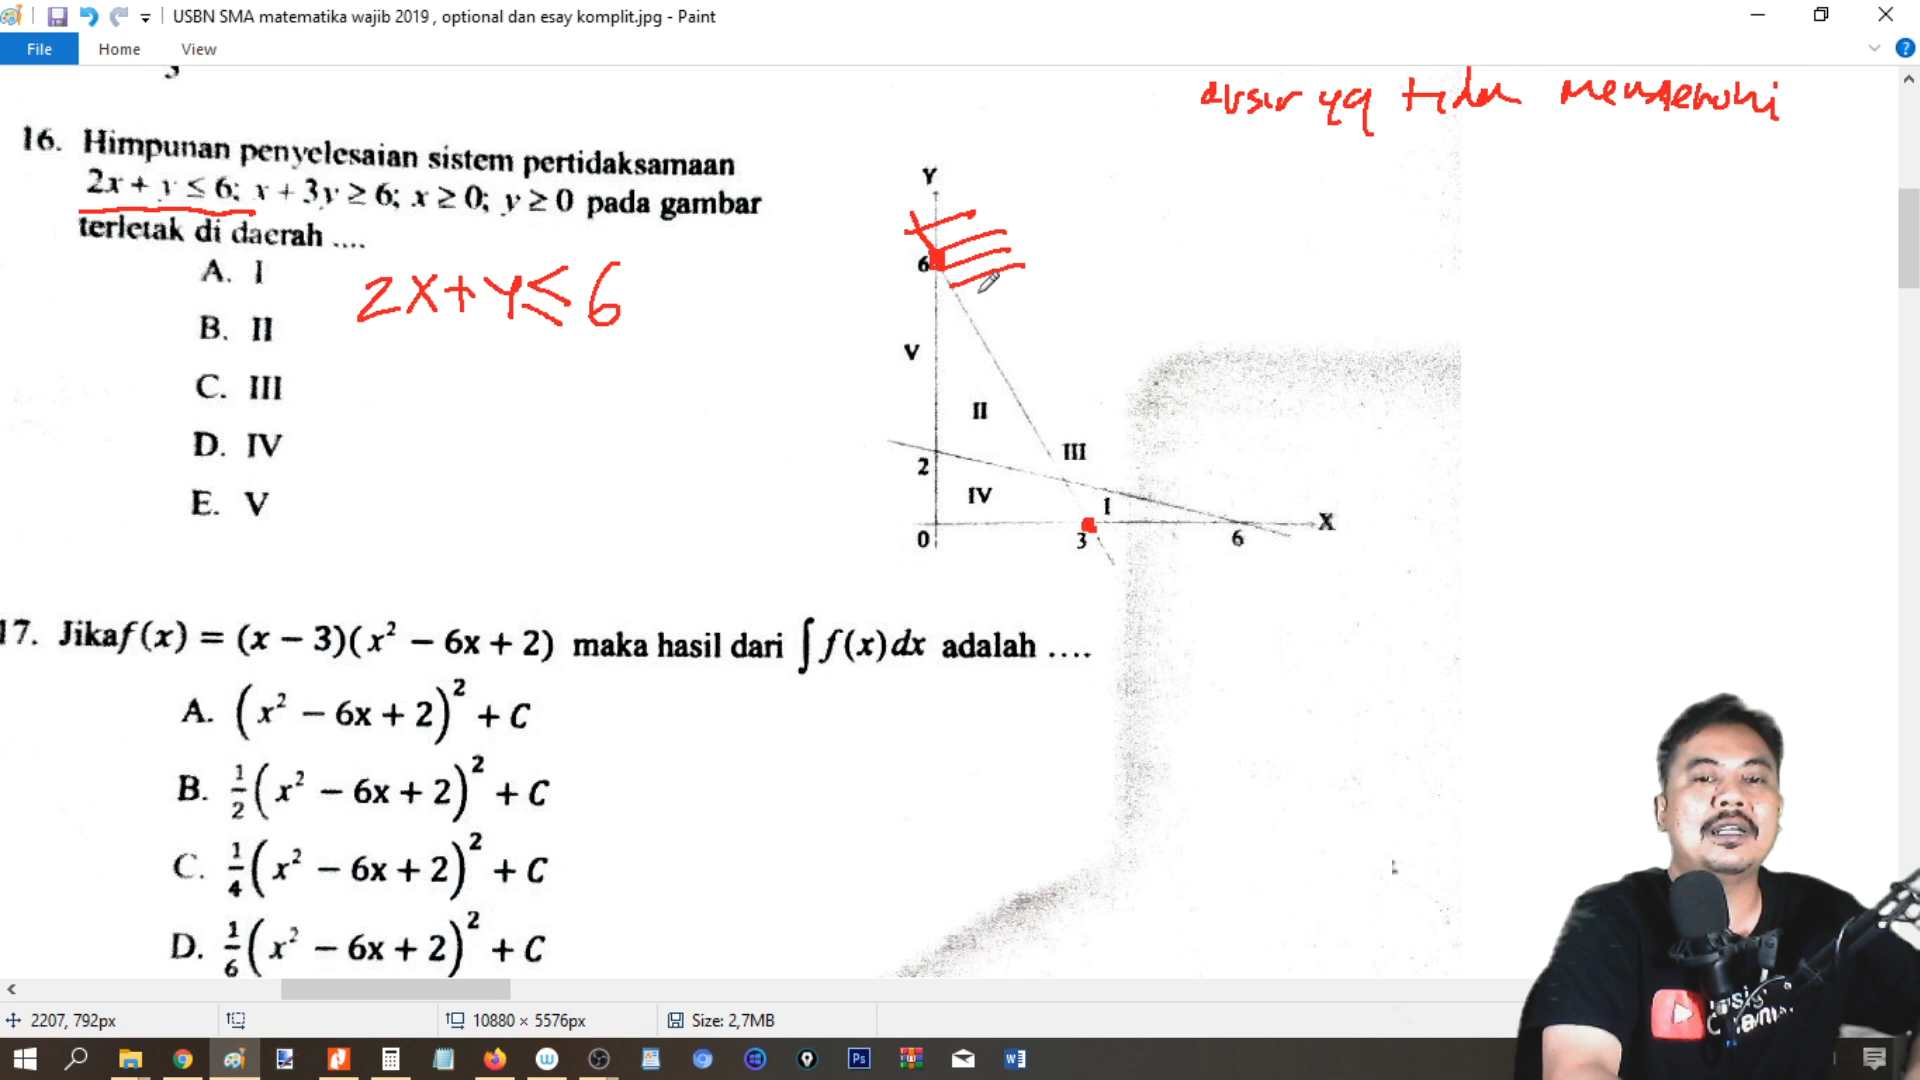 USBN SMA matematika wajib 2019 , optional dan esay komplit.jpg - Paint
File Home View
arsir yg tidak memenuhi
16. Himpunan penyelesaian sistem pertidaksamaan
2x + y ≤ 6; x + 3y ≥ 6; x ≥ 0; y ≥ 0 pada gambar
terletak di daerah ....
A. I
B. II
C. III
D. IV
E. V
2x+y≤6
Y
6
V
II
III
2
IV
I
X
0
3
6
17. Jika f(x) = (x − 3)(x² − 6x + 2) maka hasil dari ∫ f(x)dx adalah ....
A. (x² − 6x + 2)² + C
B. 1/2 (x² − 6x + 2)² + C
C. 1/4 (x² − 6x + 2)² + C
D. 1/6 (x² − 6x + 2)² + C
2207, 792px
10880 × 5576px
Size: 2,7MB